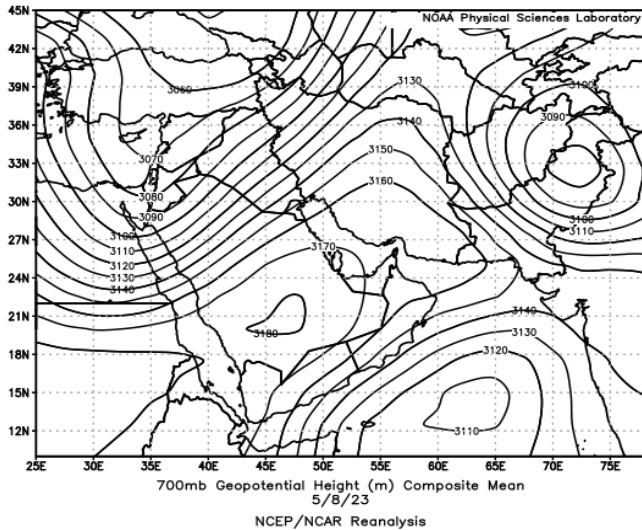 NOAA Physical Sciences Laboratory
45N
42N
39N
36N
33N
30N
27N
24N
21N
18N
15N
12N
3060
3130
3100
3090
3140
3150
3070
3160
3080
3090
3100
3110
3100
3110
3120
3130
3140
3170
3180
3140
3130
3120
3110
25E 30E 35E 40E 45E 50E 55E 60E 65E 70E 75E
700mb Geopotential Height (m) Composite Mean
5/8/23
NCEP/NCAR Reanalysis